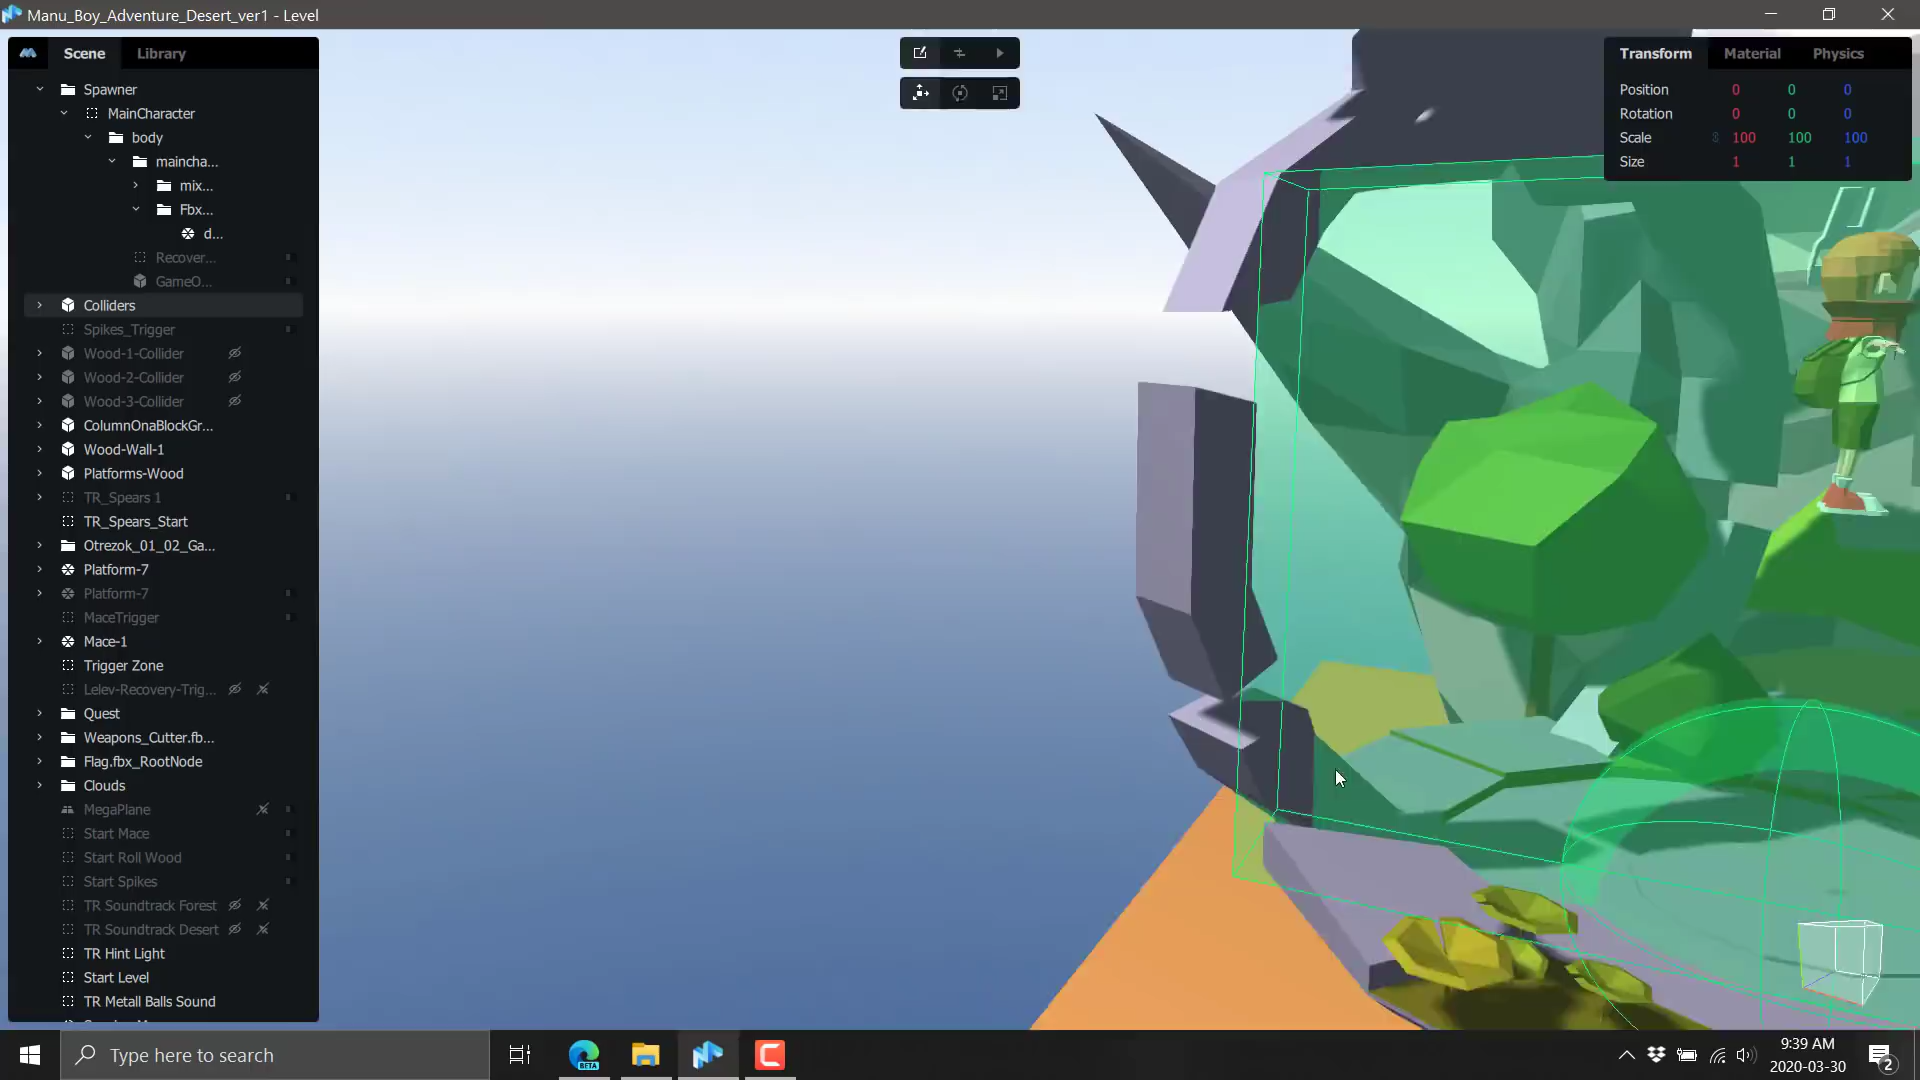 Manu_Boy_Adventure_Desert_ver1 - Level
Scene
Library
Spawner
MainCharacter
body
maincha...
mix...
Fbx...
d...
Recover...
GameO...
Colliders
Spikes_Trigger
Wood-1-Collider
Wood-2-Collider
Wood-3-Collider
ColumnOnaBlockGr...
Wood-Wall-1
Platforms-Wood
TR_Spears 1
TR_Spears_Start
Otrezok_01_02_Ga...
Platform-7
Platform-7
MaceTrigger
Mace-1
Trigger Zone
Lelev-Recovery-Trig...
Quest
Weapons_Cutter.fb...
Flag.fbx_RootNode
Clouds
MegaPlane
Start Mace
Start Roll Wood
Start Spikes
TR Soundtrack Forest
TR Soundtrack Desert
TR Hint Light
Start Level
TR Metall Balls Sound
Transform Material Physics
Position 0 0 0
Rotation 0 0 0
Scale 100 100 100
Size 1 1 1
Type here to search
BETA
9:39 AM
2020-03-30
2